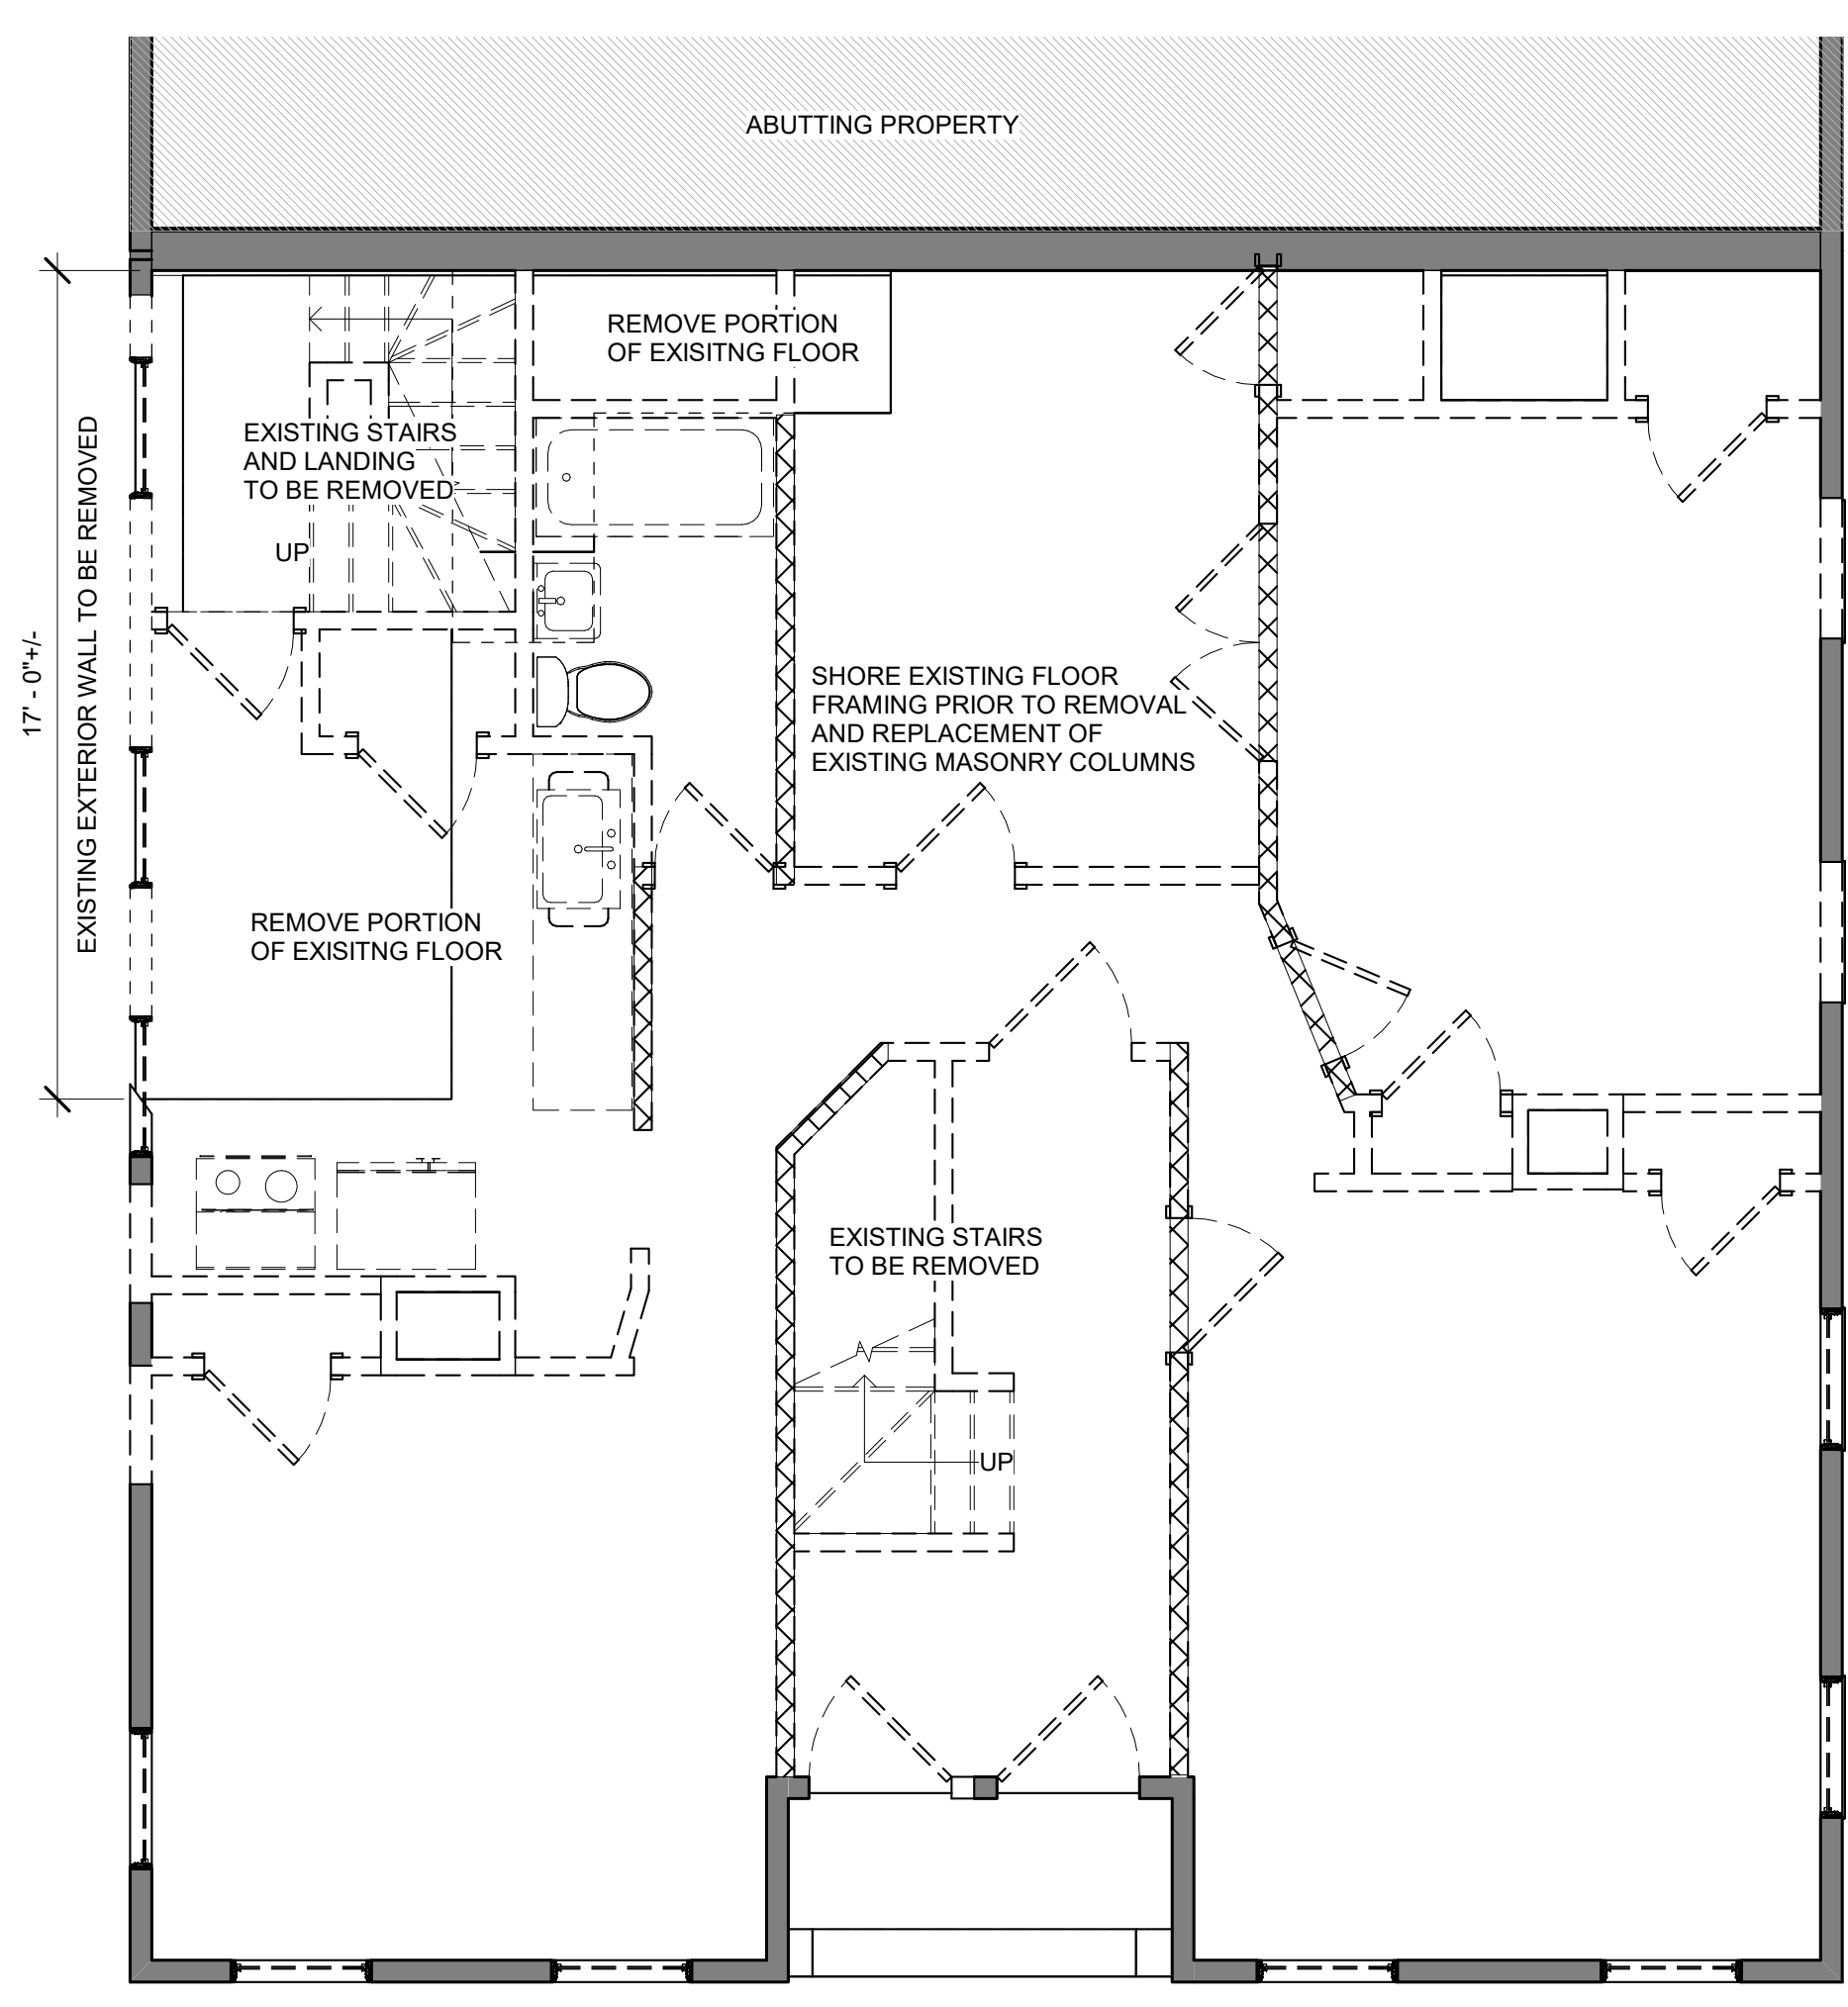 ABUTTING PROPERTY
REMOVE PORTION
OF EXISITNG FLOOR
EXISTING STAIRS
AND LANDING
TO BE REMOVED
UP
17' - 0"+/-
EXISTING EXTERIOR WALL TO BE REMOVED
SHORE EXISTING FLOOR
FRAMING PRIOR TO REMOVAL
AND REPLACEMENT OF
EXISTING MASONRY COLUMNS
REMOVE PORTION
OF EXISITNG FLOOR
EXISTING STAIRS
TO BE REMOVED
UP